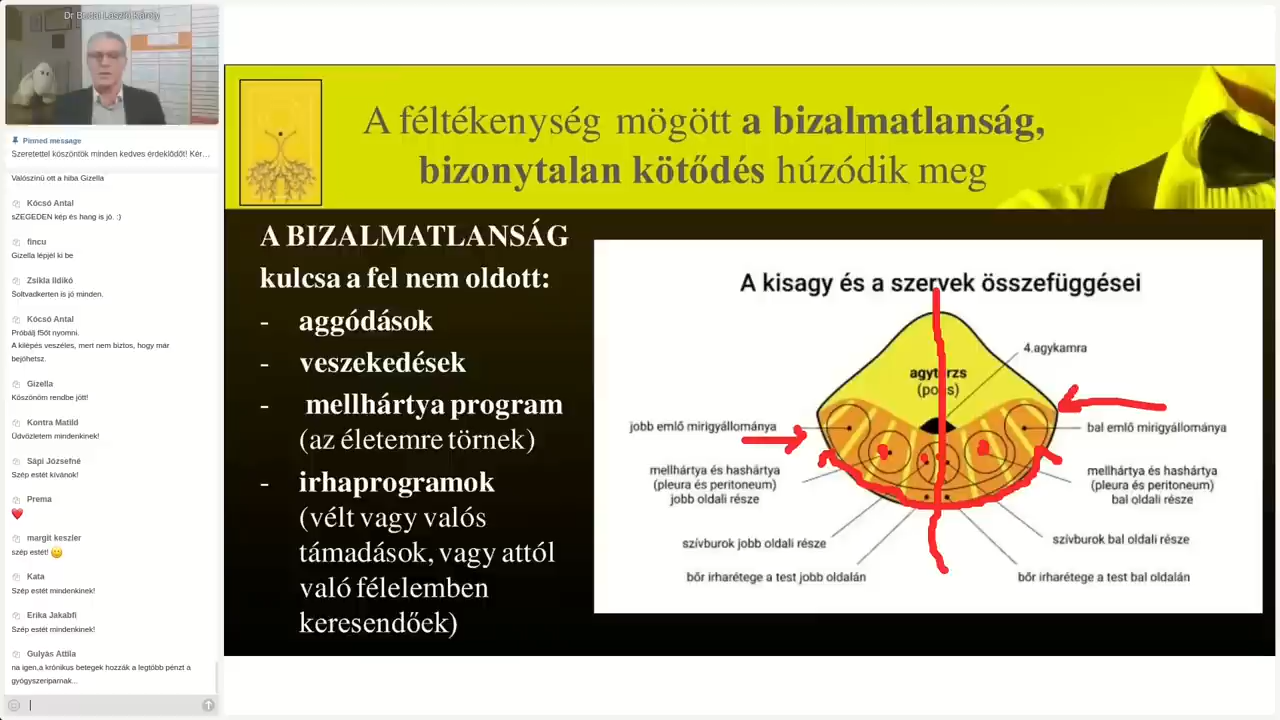 Pinned message
Szeretettel köszöntök minden kedves érdeklődőt! Kér…
Valószínű ott a hiba Gizella
Kócsó Antal
sZEGEDEN kép és hang is jó. :)
fincu
Gizella lépjél ki be
Zsikla Ildikó
Soltvadkerten is jó minden.
Kócsó Antal
Próbálj f5öt nyomni.
A kilépés veszéles, mert nem biztos, hogy már
bejöhetsz.
Gizella
Köszönöm rendbe jött!
Kontra Matild
Üdvözletem mindenkinek!
Sápi Józsefné
Szép estét kívánok!
Prema
margit keszler
szép estét!
Kata
Szép estét mindenkinek!
Erika Jakabfi
Szép estét mindenkinek!
Gulyás Attila
na igen,a krónikus betegek hozzák a legtöbb pénzt a
gyógyszeriparnak...
A féltékenység mögött a bizalmatlanság,
bizonytalan kötődés húzódik meg
A BIZALMATLANSÁG
kulcsa a fel nem oldott:
- aggódások
- veszekedések
- mellhártya program
(az életemre törnek)
- irhaprogramok
(vélt vagy valós
támadások, vagy attól
való félelemben
keresendőek)
A kisagy és a szervek összefüggései
4.agykamra
agytörzs
(pons)
jobb emlő mirigyállománya
bal emlő mirigyállománya
mellhártya és hashártya
(pleura és peritoneum)
jobb oldali része
mellhártya és hashártya
(pleura és peritoneum)
bal oldali része
szívburok jobb oldali része
szívburok bal oldali része
bőr irharétege a test jobb oldalán
bőr irharétege a test bal oldalán